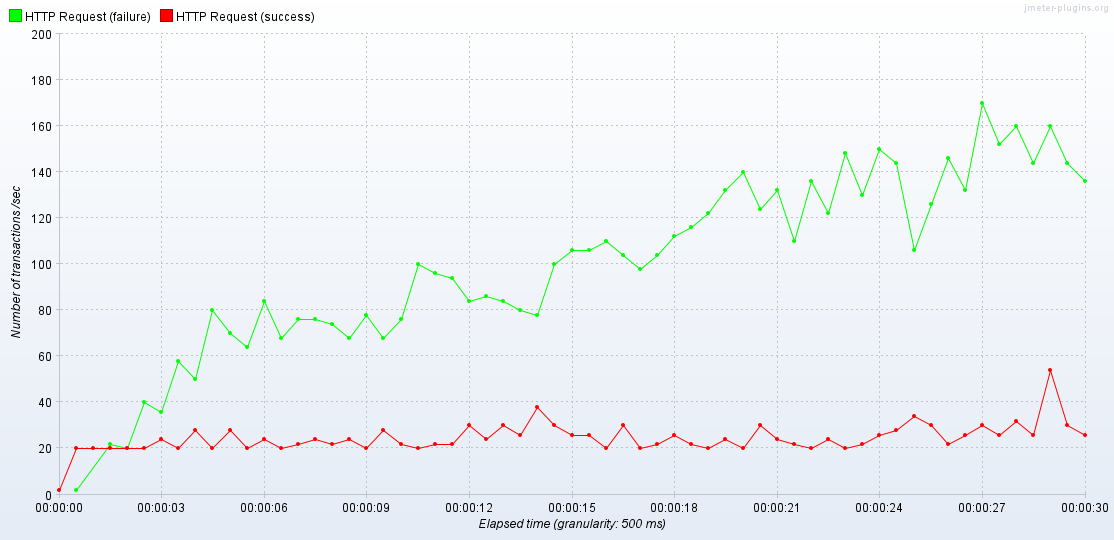 jmeter-plugins.org
HTTP Request (failure) HTTP Request (success)
200
180
160
140
120
100
80
60
40
20
0
Number of transactions /sec
00:00:00 00:00:03 00:00:06 00:00:09 00:00:12 00:00:15 00:00:18 00:00:21 00:00:24 00:00:27 00:00:30
Elapsed time (granularity: 500 ms)